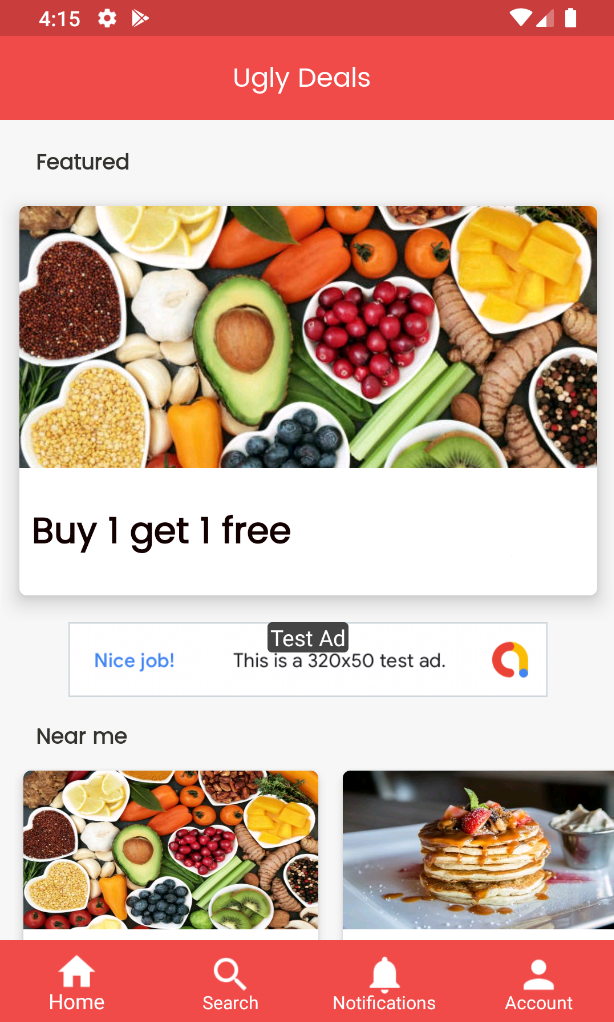 4:15
Ugly Deals
Featured
Buy 1 get 1 free
Test Ad
Nice job!
This is a 320x50 test ad.
Near me
Home
Search
Notifications
Account